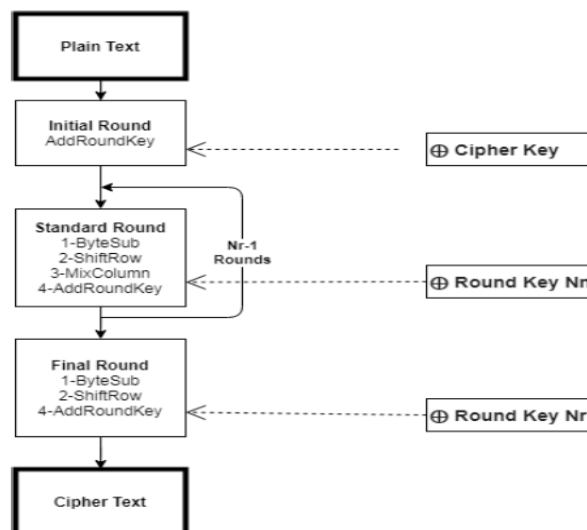 Plain Text
Initial Round
AddRoundKey
⊕ Cipher Key
Standard Round
1-ByteSub
2-ShiftRow
3-MixColumn
4-AddRoundKey
Nr-1
Rounds
⊕ Round Key Nn
Final Round
1-ByteSub
2-ShiftRow
4-AddRoundKey
⊕ Round Key Nr
Cipher Text